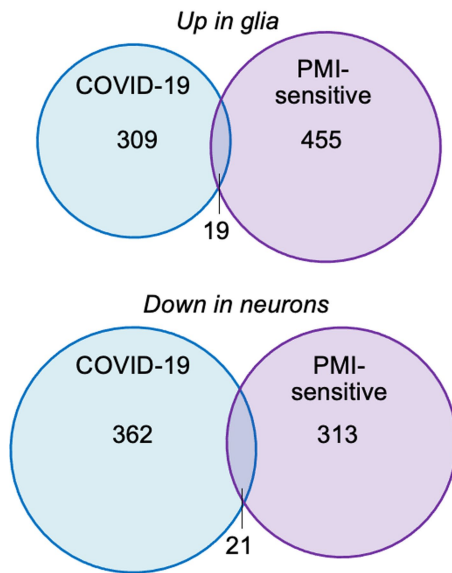 Up in glia
COVID-19
PMI-
sensitive
309
455
19
Down in neurons
COVID-19
PMI-
sensitive
362
313
21